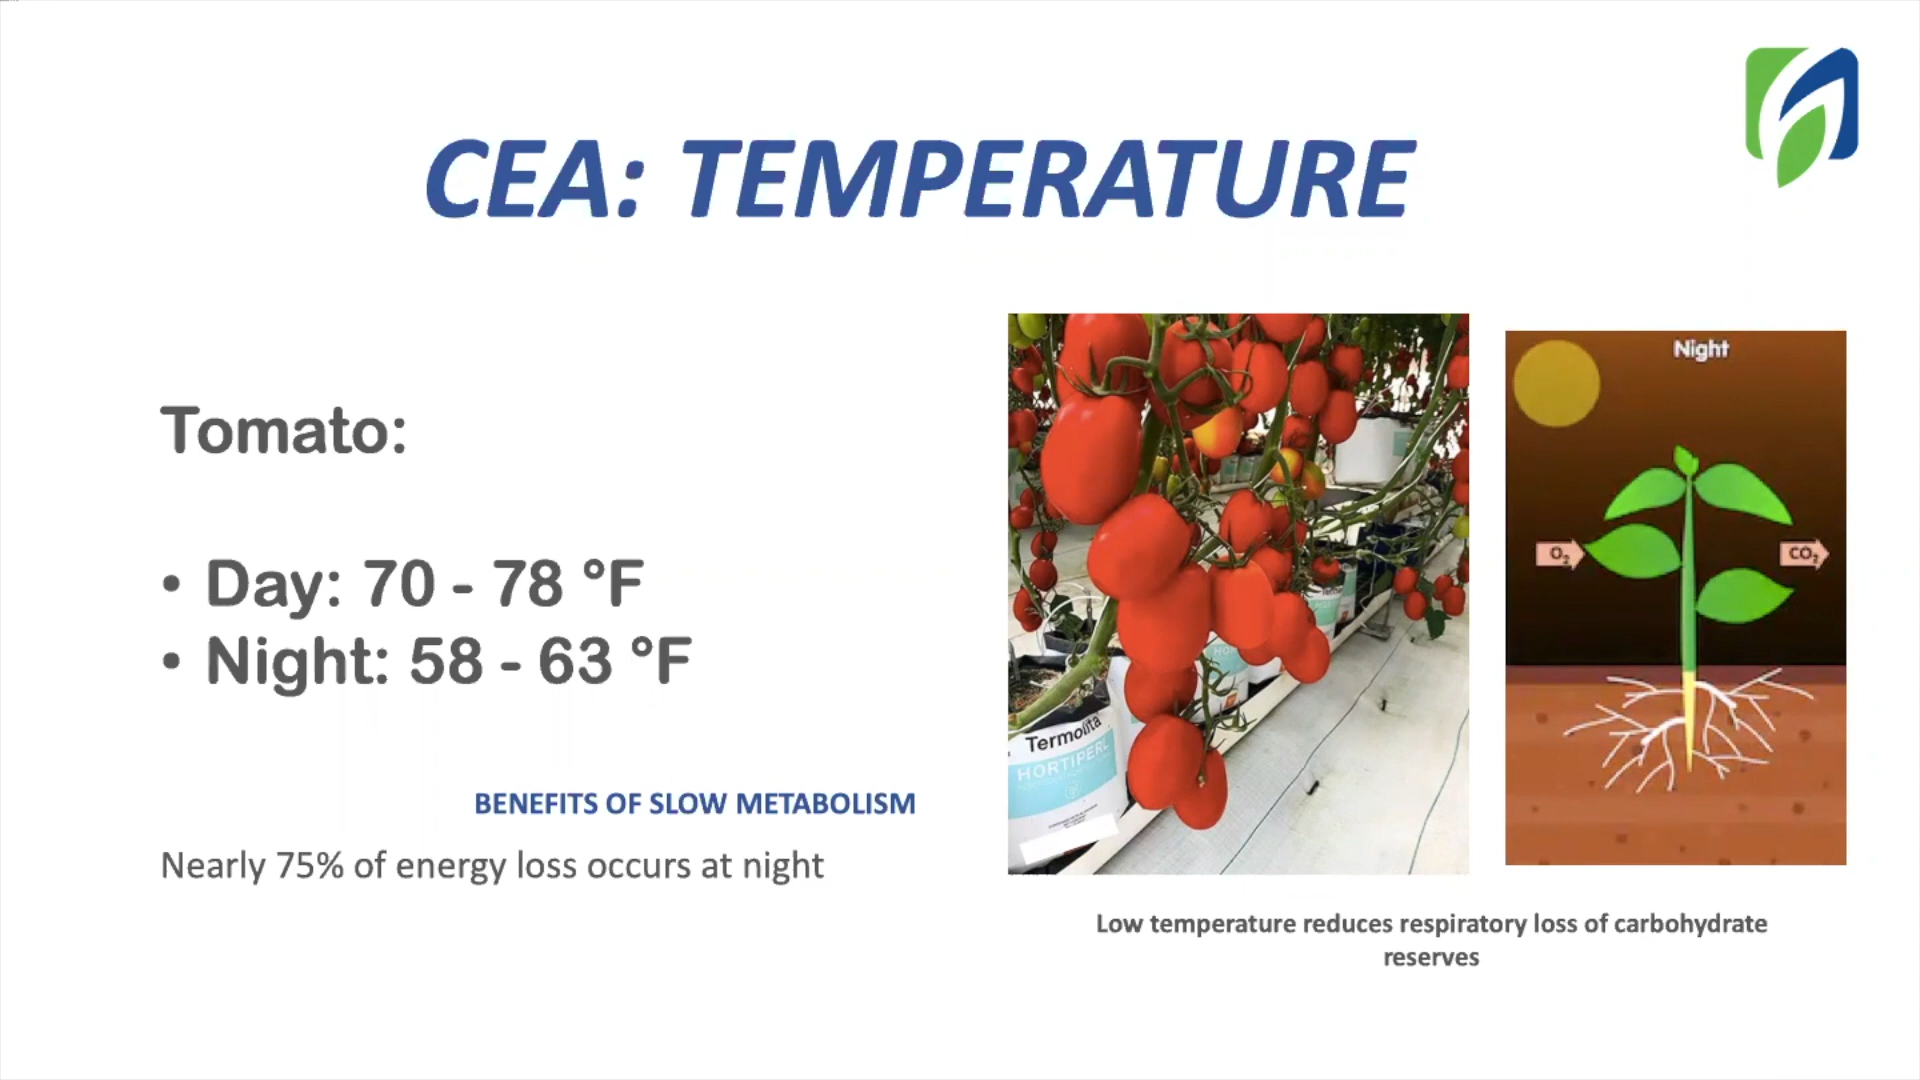 CEA: TEMPERATURE
Tomato:
• Day: 70 - 78 °F
• Night: 58 - 63 °F
BENEFITS OF SLOW METABOLISM
Nearly 75% of energy loss occurs at night
Termolita
HORTIPERL
Night
O₂
CO₂
Low temperature reduces respiratory loss of carbohydrate
reserves